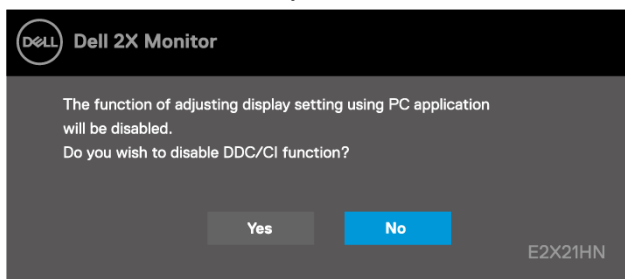 DELL Dell 2X Monitor
The function of adjusting display setting using PC application
will be disabled.
Do you wish to disable DDC/CI function?
Yes No
E2X21HN